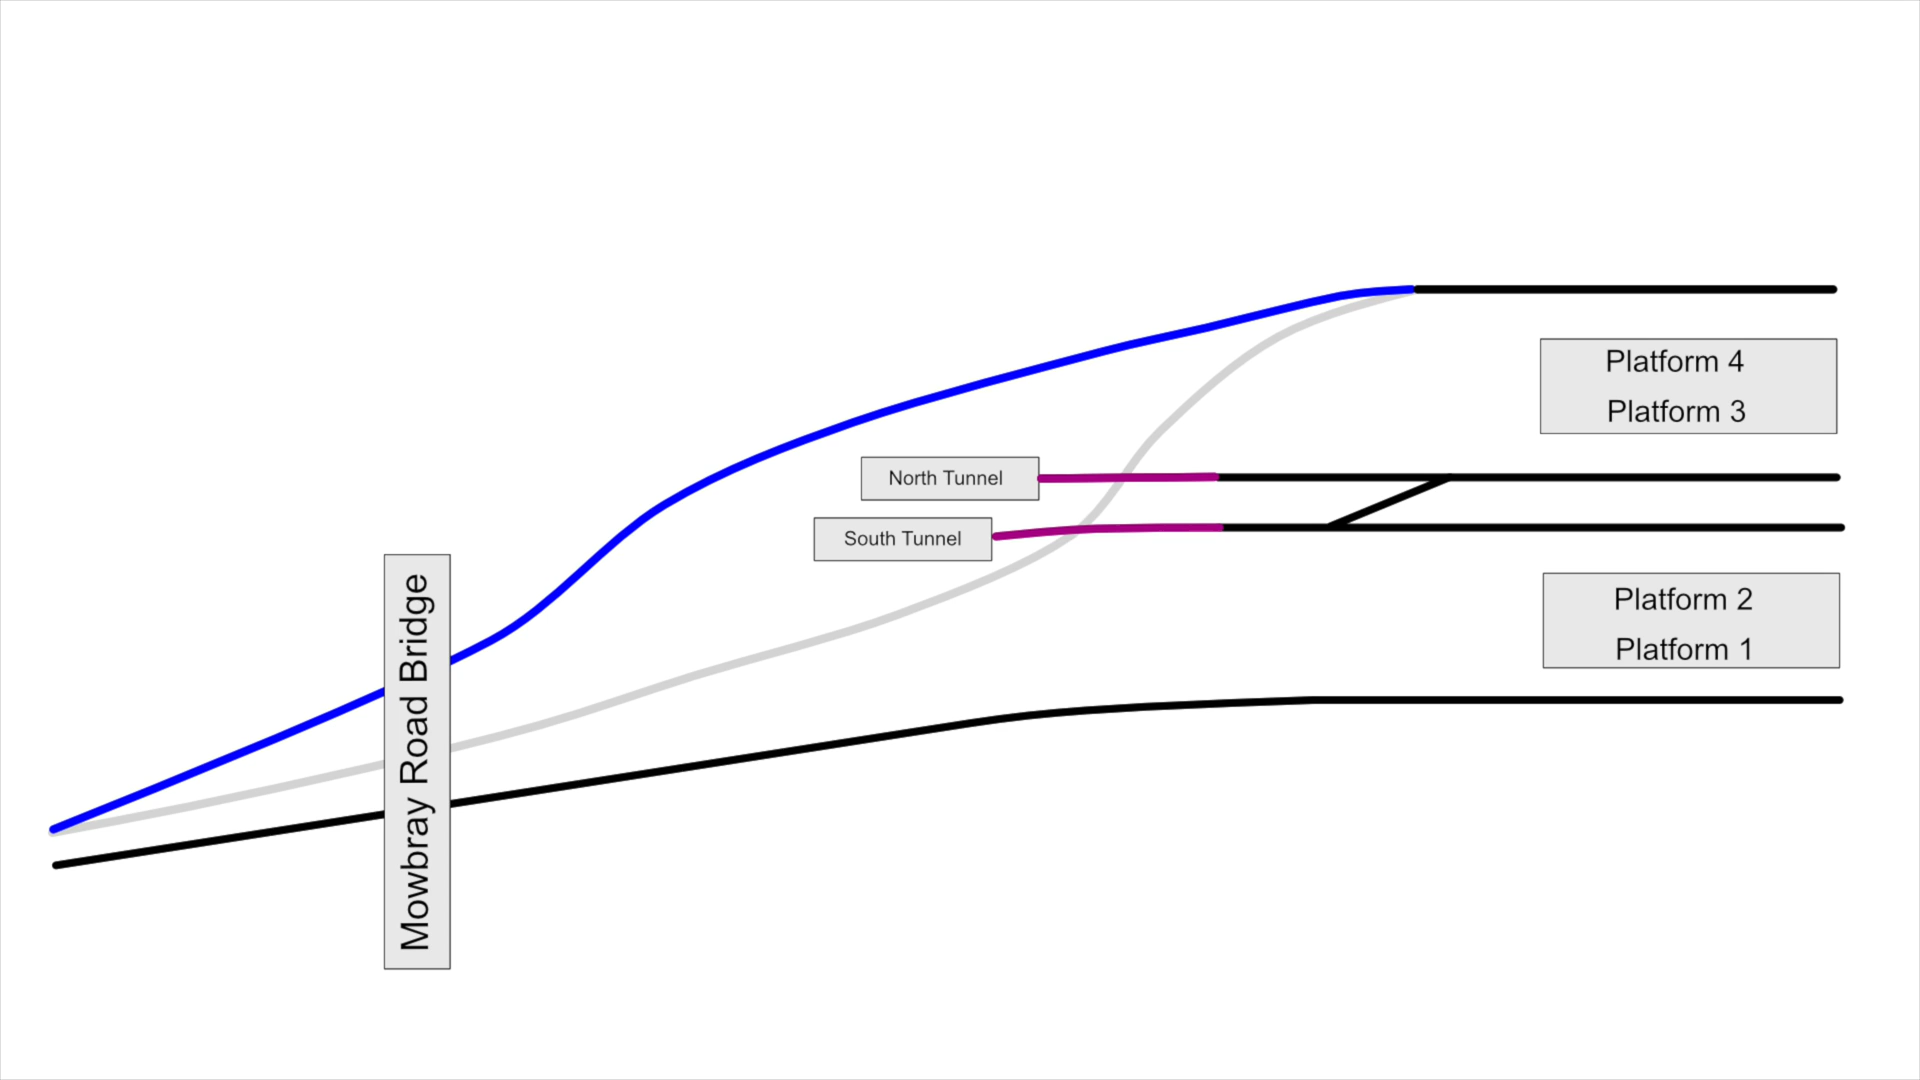 Platform 4
Platform 3
North Tunnel
South Tunnel
Mowbray Road Bridge
Platform 2
Platform 1